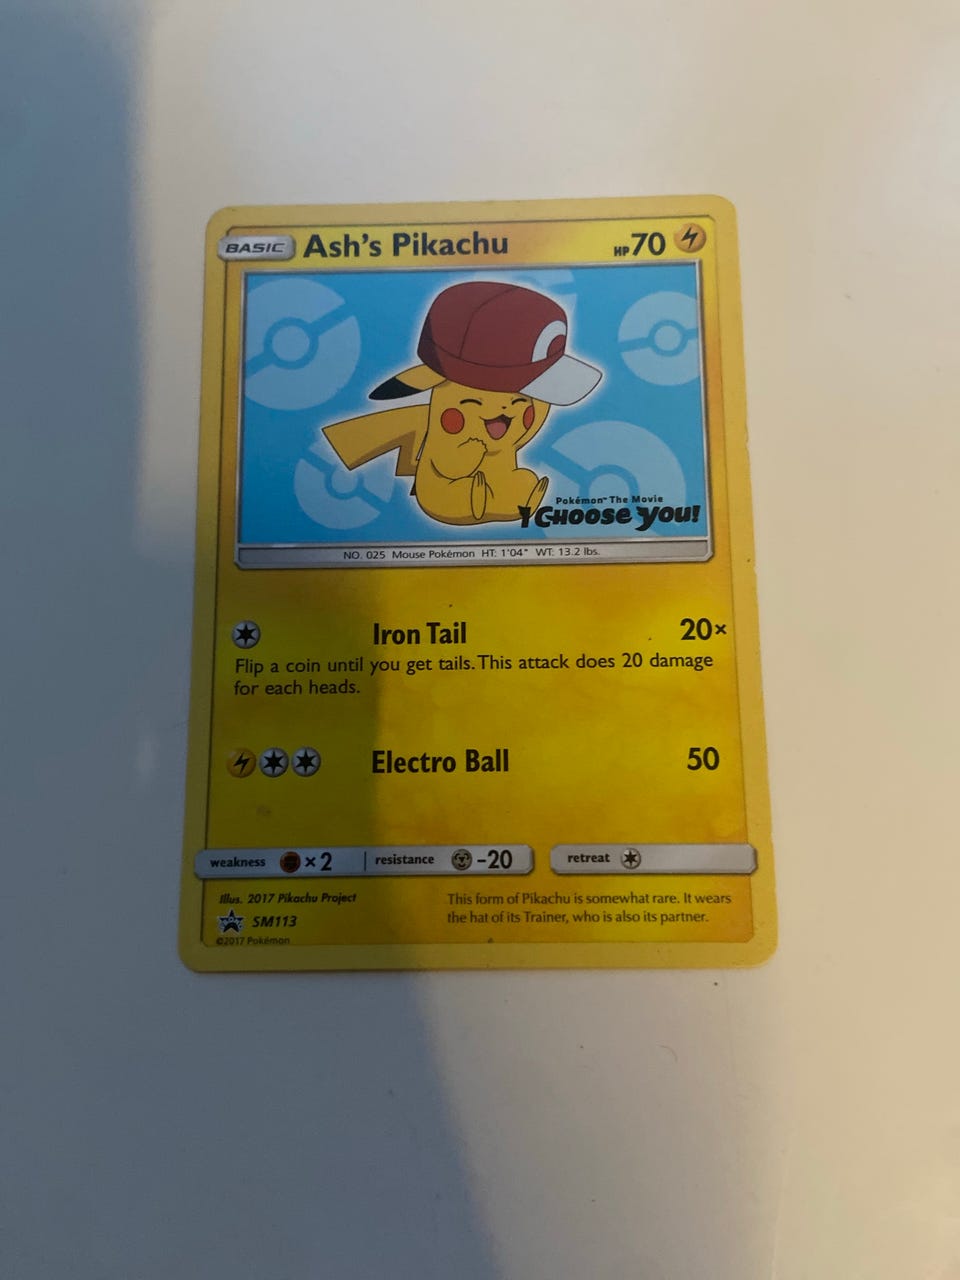 BASIC Ash's Pikachu HP 70
Pokémon™ The Movie
I Choose You!
NO. 025 Mouse Pokémon HT: 1'04" WT: 13.2 lbs.
Iron Tail 20×
Flip a coin until you get tails. This attack does 20 damage
for each heads.
Electro Ball 50
weakness ×2 resistance -20 retreat
Illus. 2017 Pikachu Project
SM113
©2017 Pokémon
This form of Pikachu is somewhat rare. It wears
the hat of its Trainer, who is also its partner.